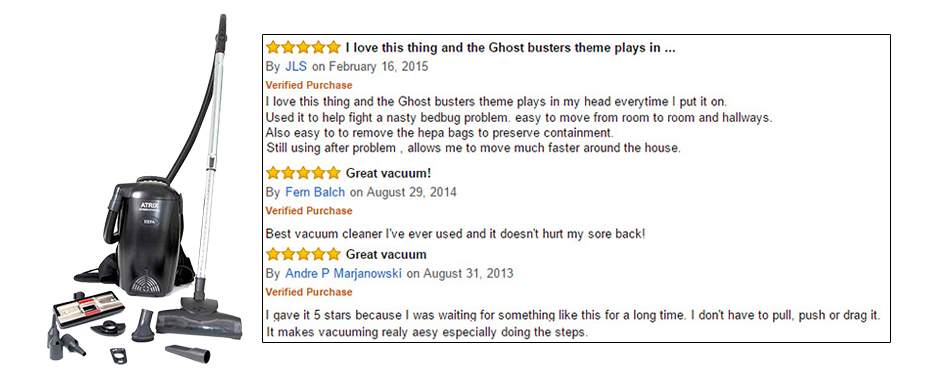 ATRIX
HEPA
I love this thing and the Ghost busters theme plays in ...
By JLS on February 16, 2015
Verified Purchase
I love this thing and the Ghost busters theme plays in my head everytime I put it on.
Used it to help fight a nasty bedbug problem. easy to move from room to room and hallways.
Also easy to to remove the hepa bags to preserve containment.
Still using after problem , allows me to move much faster around the house.
Great vacuum!
By Fern Balch on August 29, 2014
Verified Purchase
Best vacuum cleaner I've ever used and it doesn't hurt my sore back!
Great vacuum
By Andre P Marjanowski on August 31, 2013
Verified Purchase
I gave it 5 stars because I was waiting for something like this for a long time. I don't have to pull, push or drag it.
It makes vacuuming realy aesy especially doing the steps.